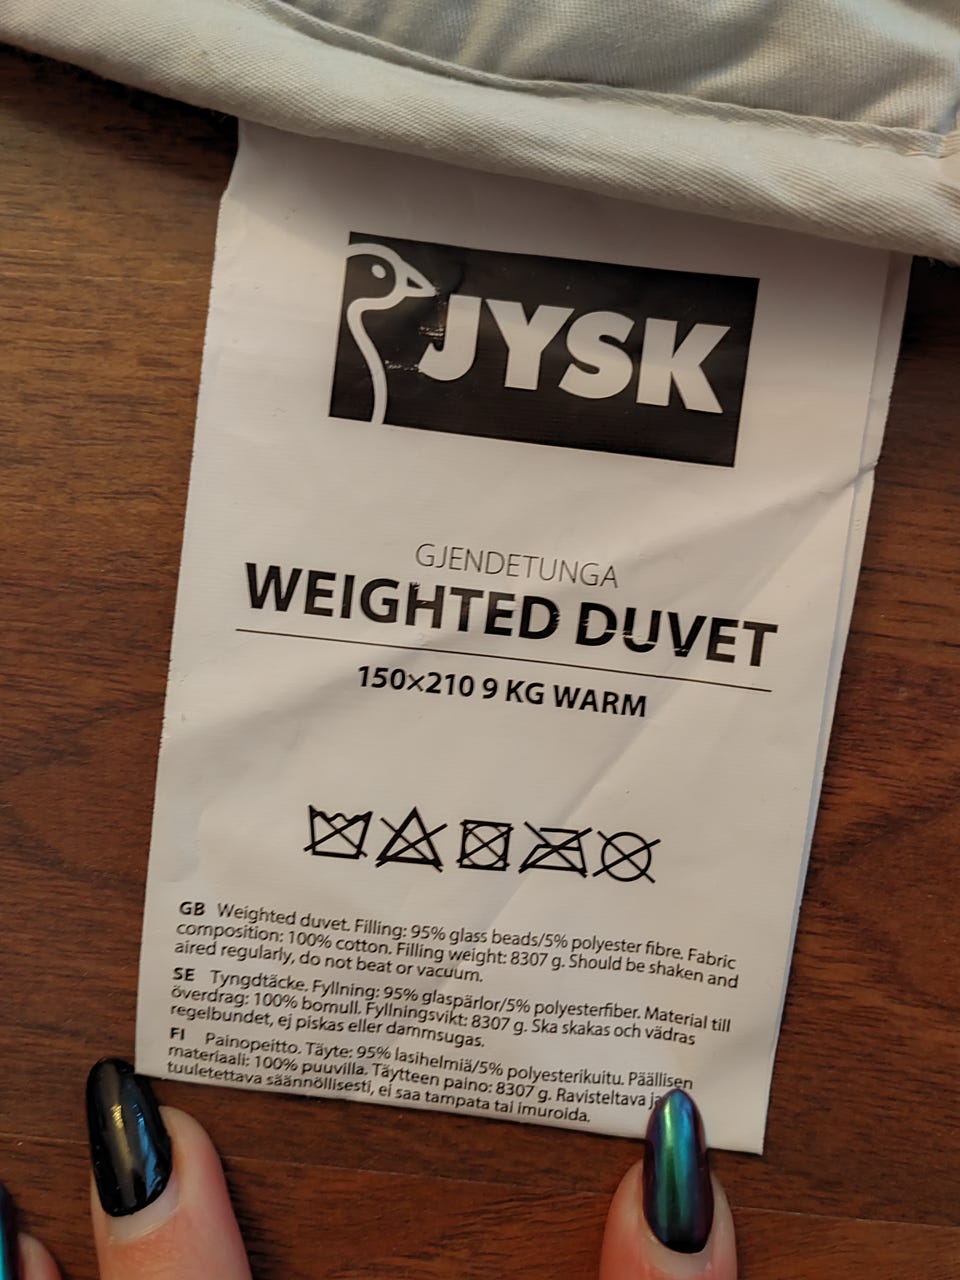 JYSK
GJENDETUNGA
WEIGHTED DUVET
150×210 9 KG WARM
GB Weighted duvet. Filling: 95% glass beads/5% polyester fibre. Fabric
composition: 100% cotton. Filling weight: 8307 g. Should be shaken and
aired regularly, do not beat or vacuum.
SE Tyngdtäcke. Fyllning: 95% glaspärlor/5% polyesterfiber. Material till
överdrag: 100% bomull. Fyllningsvikt: 8307 g. Ska skakas och vädras
regelbundet, ej piskas eller dammsugas.
FI Painopeitto. Täyte: 95% lasihelmiä/5% polyesterikuitu. Päällisen
materiaali: 100% puuvilla. Täytteen paino: 8307 g. Ravisteltava
tuuletettava säännöllisesti, ei saa tampata tai imuroida.